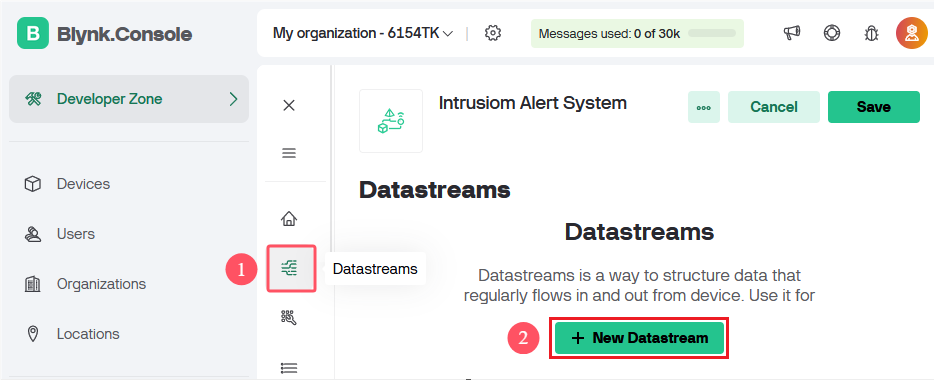 B Blynk.Console
My organization - 6154TK
Messages used: 0 of 30k
Developer Zone
Devices
Users
Organizations
Locations
1
Datastreams
Intrusiom Alert System
Cancel
Save
Datastreams
Datastreams
Datastreams is a way to structure data that
regularly flows in and out from device. Use it for
2
+ New Datastream